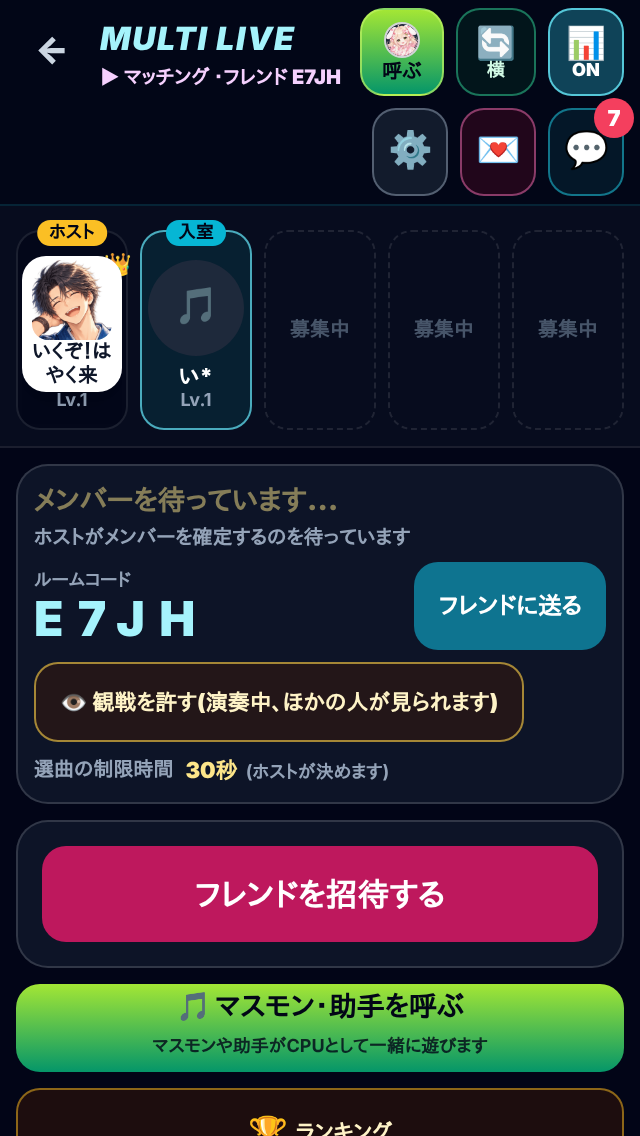 MULTI LIVE
▶ マッチング ・フレンド E7JH
呼ぶ
横
ON
7
ホスト
入室
いくぞ!は
やく来
Lv.1
い*
Lv.1
募集中
募集中
募集中
メンバーを待っています...
ホストがメンバーを確定するのを待っています
ルームコード
E7JH
フレンドに送る
観戦を許す(演奏中、ほかの人が見られます)
選曲の制限時間 30秒 (ホストが決めます)
フレンドを招待する
マスモン・助手を呼ぶ
マスモンや助手がCPUとして一緒に遊びます
ランキング